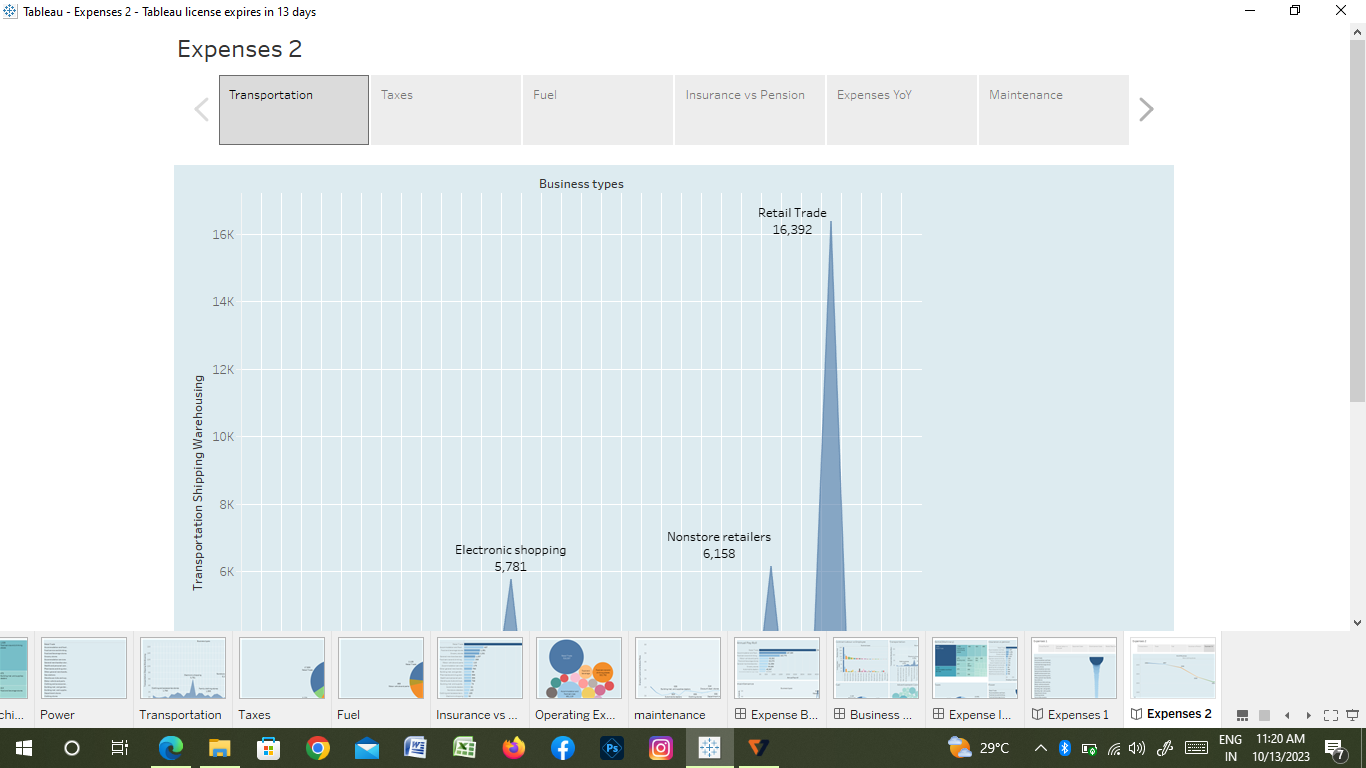 Tableau - Expenses 2 - Tableau license expires in 13 days
Expenses 2
Transportation
Taxes
Fuel
Insurance vs Pension
Expenses YoY
Maintenance
Business types
Retail Trade
16,392
16K
14K
12K
10K
8K
6K
Transportation Shipping Warehousing
Nonstore retailers
6,158
Electronic shopping
5,781
chi...
Power
Transportation
Taxes
Fuel
Insurance vs ...
Operating Ex...
maintenance
Expense B...
Business ...
Expense I...
Expenses 1
Expenses 2
29°C
ENG
IN
11:20 AM
10/13/2023
7